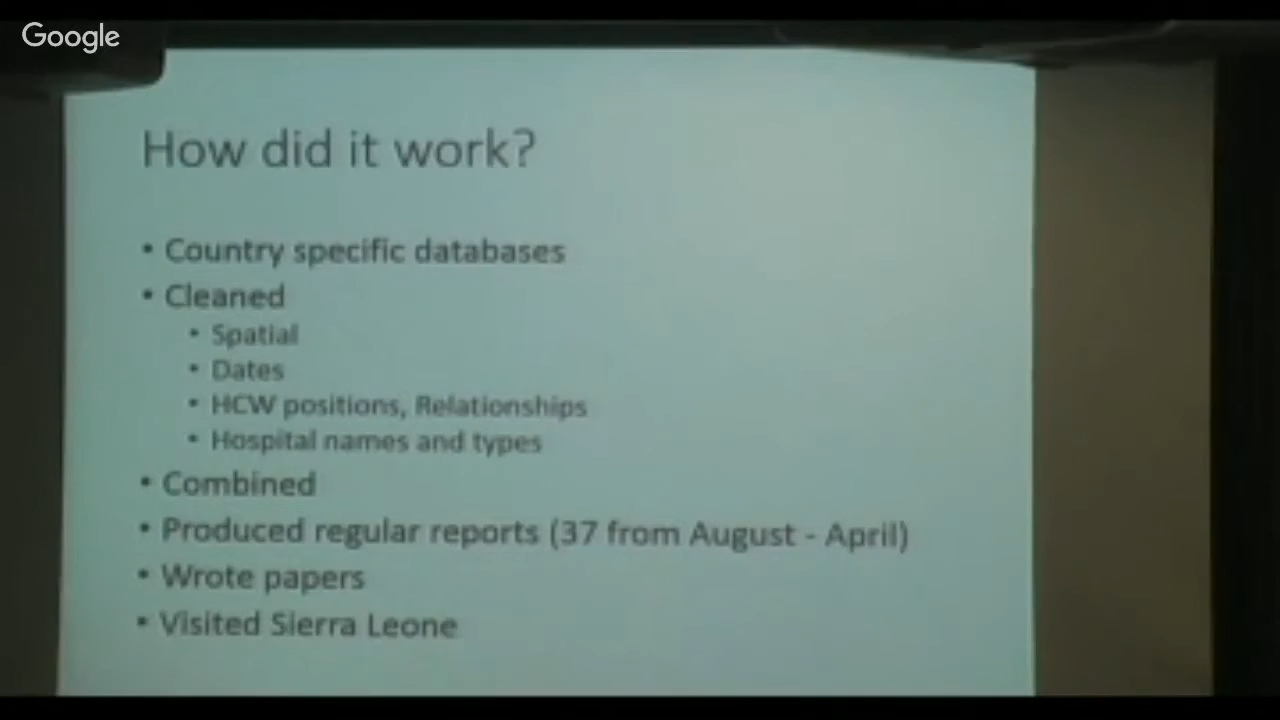 Google
How did it work?
• Country specific databases
• Cleaned
• Spatial
• Dates
• HCW positions, Relationships
• Hospital names and types
• Combined
• Produced regular reports (37 from August - April)
• Wrote papers
• Visited Sierra Leone